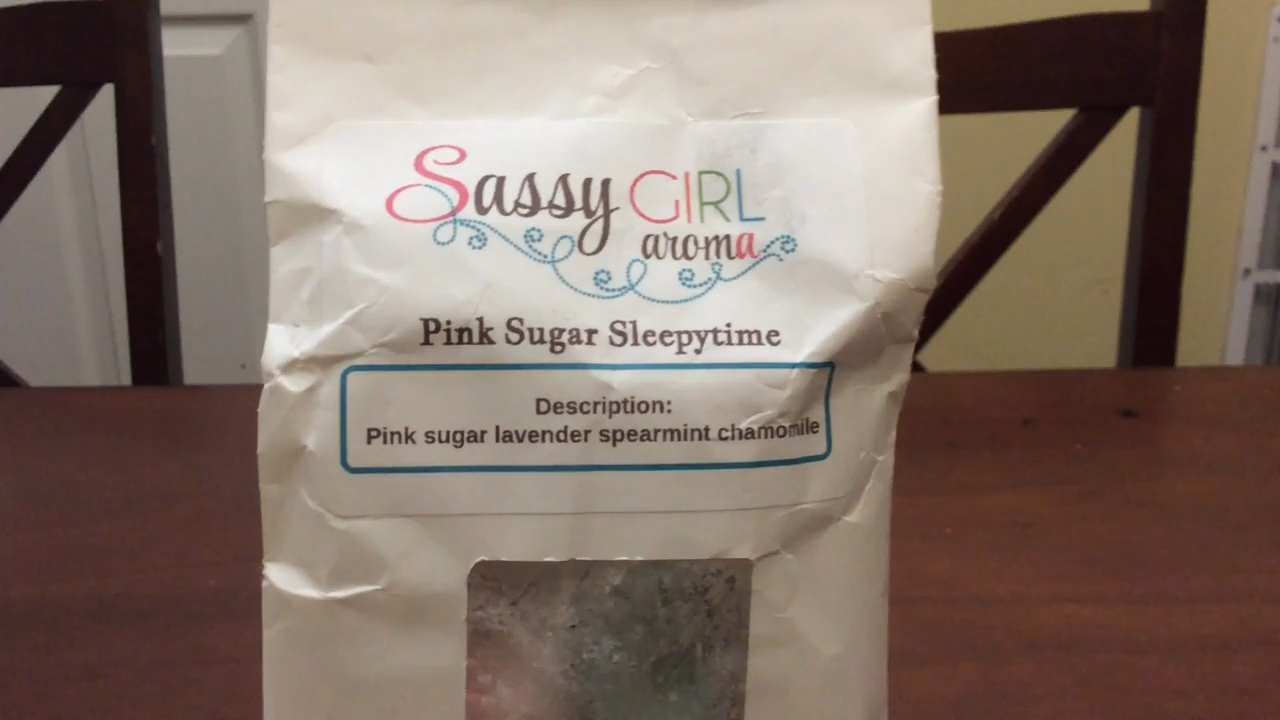 Sassy GIRL
aroma
Pink Sugar Sleepytime
Description:
Pink sugar lavender spearmint chamomile